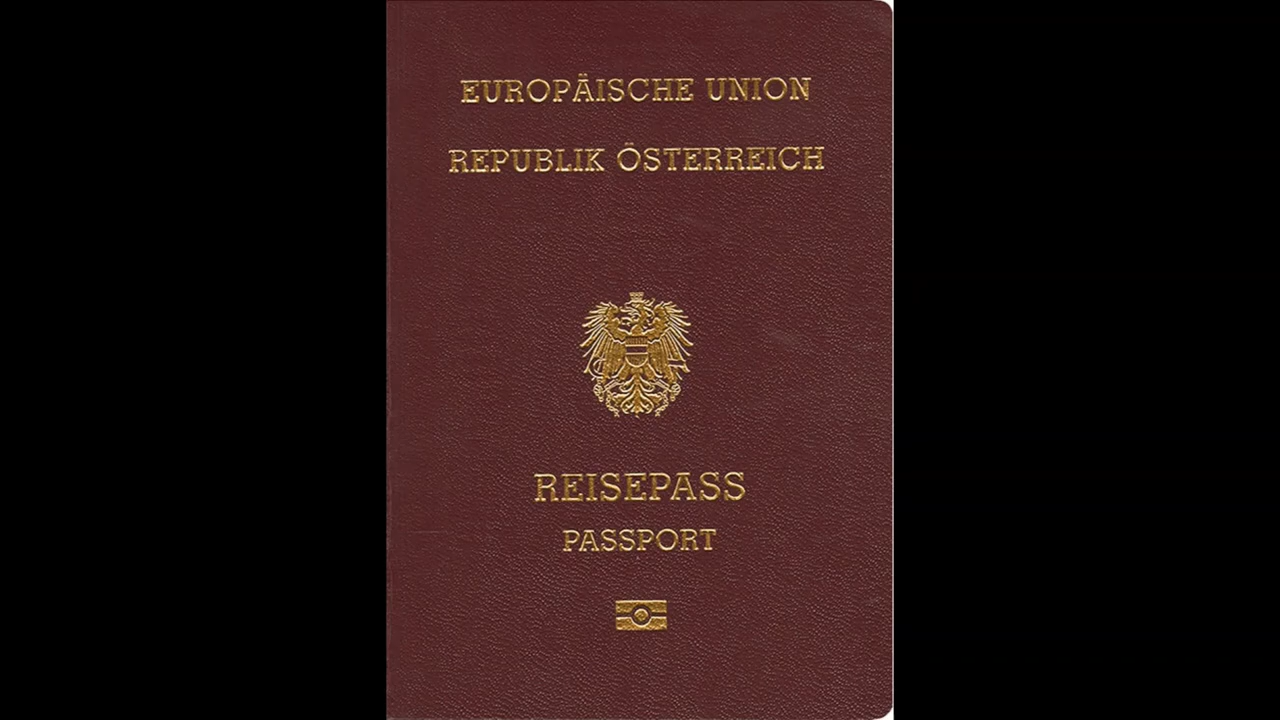 EUROPÄISCHE UNION
REPUBLIK ÖSTERREICH
REISEPASS
PASSPORT